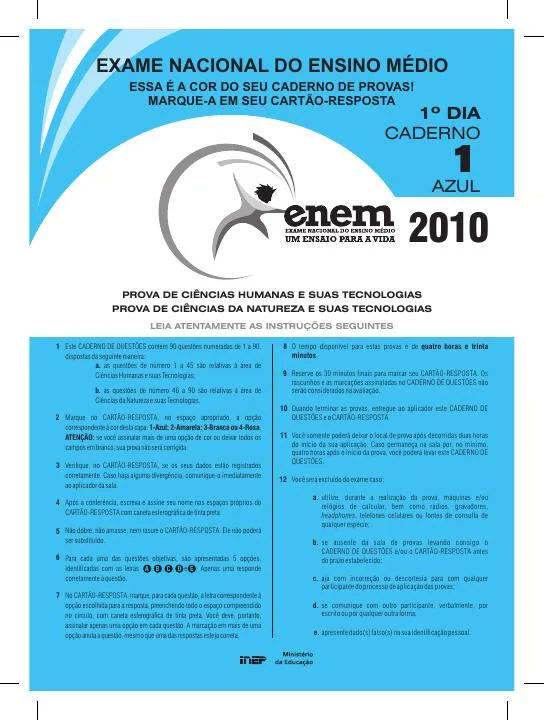 EXAME NACIONAL DO ENSINO MÉDIO
ESSA É A COR DO SEU CADERNO DE PROVAS!
MARQUE-A EM SEU CARTÃO-RESPOSTA
1º DIA
CADERNO
1
AZUL
enem
EXAME NACIONAL DO ENSINO MÉDIO
UM ENSAIO PARA A VIDA
2010
PROVA DE CIÊNCIAS HUMANAS E SUAS TECNOLOGIAS
PROVA DE CIÊNCIAS DA NATUREZA E SUAS TECNOLOGIAS
LEIA ATENTAMENTE AS INSTRUÇÕES SEGUINTES
1 Este CADERNO DE QUESTÕES contém 90 questões numeradas de 1 a 90,
dispostas da seguinte maneira:
a. as questões de número 1 a 45 são relativas à área de
Ciências Humanas e suas Tecnologias;
b. as questões de número 46 a 90 são relativas à área de
Ciências da Natureza e suas Tecnologias.
2 Marque no CARTÃO-RESPOSTA, no espaço apropriado, a opção
correspondente à cor desta capa: 1-Azul; 2-Amarela; 3-Branca ou 4-Rosa.
ATENÇÃO: se você assinalar mais de uma opção de cor ou deixar todos os
campos em branco, sua prova não será corrigida.
3 Verifique, no CARTÃO-RESPOSTA, se os seus dados estão registrados
corretamente. Caso haja alguma divergência, comunique-a imediatamente
ao aplicador da sala.
4 Após a conferência, escreva e assine seu nome nos espaços próprios do
CARTÃO-RESPOSTA com caneta esferográfica de tinta preta.
5 Não dobre, não amasse, nem rasure o CARTÃO-RESPOSTA. Ele não poderá
ser substituído.
6 Para cada uma das questões objetivas, são apresentadas 5 opções,
identificadas com as letras A, B, C, D e E. Apenas uma responde
corretamente à questão.
7 No CARTÃO-RESPOSTA, marque, para cada questão, a letra correspondente à
opção escolhida para a resposta, preenchendo todo o espaço compreendido
no círculo, com caneta esferográfica de tinta preta. Você deve, portanto,
assinalar apenas uma opção em cada questão. A marcação em mais de uma
opção anula a questão, mesmo que uma das respostas esteja correta.
8 O tempo disponível para estas provas é de quatro horas e trinta
minutos.
9 Reserve os 30 minutos finais para marcar seu CARTÃO-RESPOSTA. Os
rascunhos e as marcações assinaladas no CADERNO DE QUESTÕES não
serão considerados na avaliação.
10 Quando terminar as provas, entregue ao aplicador este CADERNO DE
QUESTÕES e o CARTÃO-RESPOSTA.
11 Você somente poderá deixar o local de prova após decorridas duas horas
do início da sua aplicação. Caso permaneça na sala por, no mínimo,
quatro horas após o início da prova, você poderá levar este CADERNO DE
QUESTÕES.
12 Você será excluído do exame caso:
a. utilize, durante a realização da prova, máquinas e/ou
relógios de calcular, bem como rádios, gravadores,
headphones, telefones celulares ou fontes de consulta de
qualquer espécie;
b. se ausente da sala de provas levando consigo o
CADERNO DE QUESTÕES e/ou o CARTÃO-RESPOSTA antes
do prazo estabelecido;
c. aja com incorreção ou descortesia para com qualquer
participante do processo de aplicação das provas;
d. se comunique com outro participante, verbalmente, por
escrito ou por qualquer outra forma;
e. apresente dado(s) falso(s) na sua identificação pessoal.
INEP
Ministério
da Educação